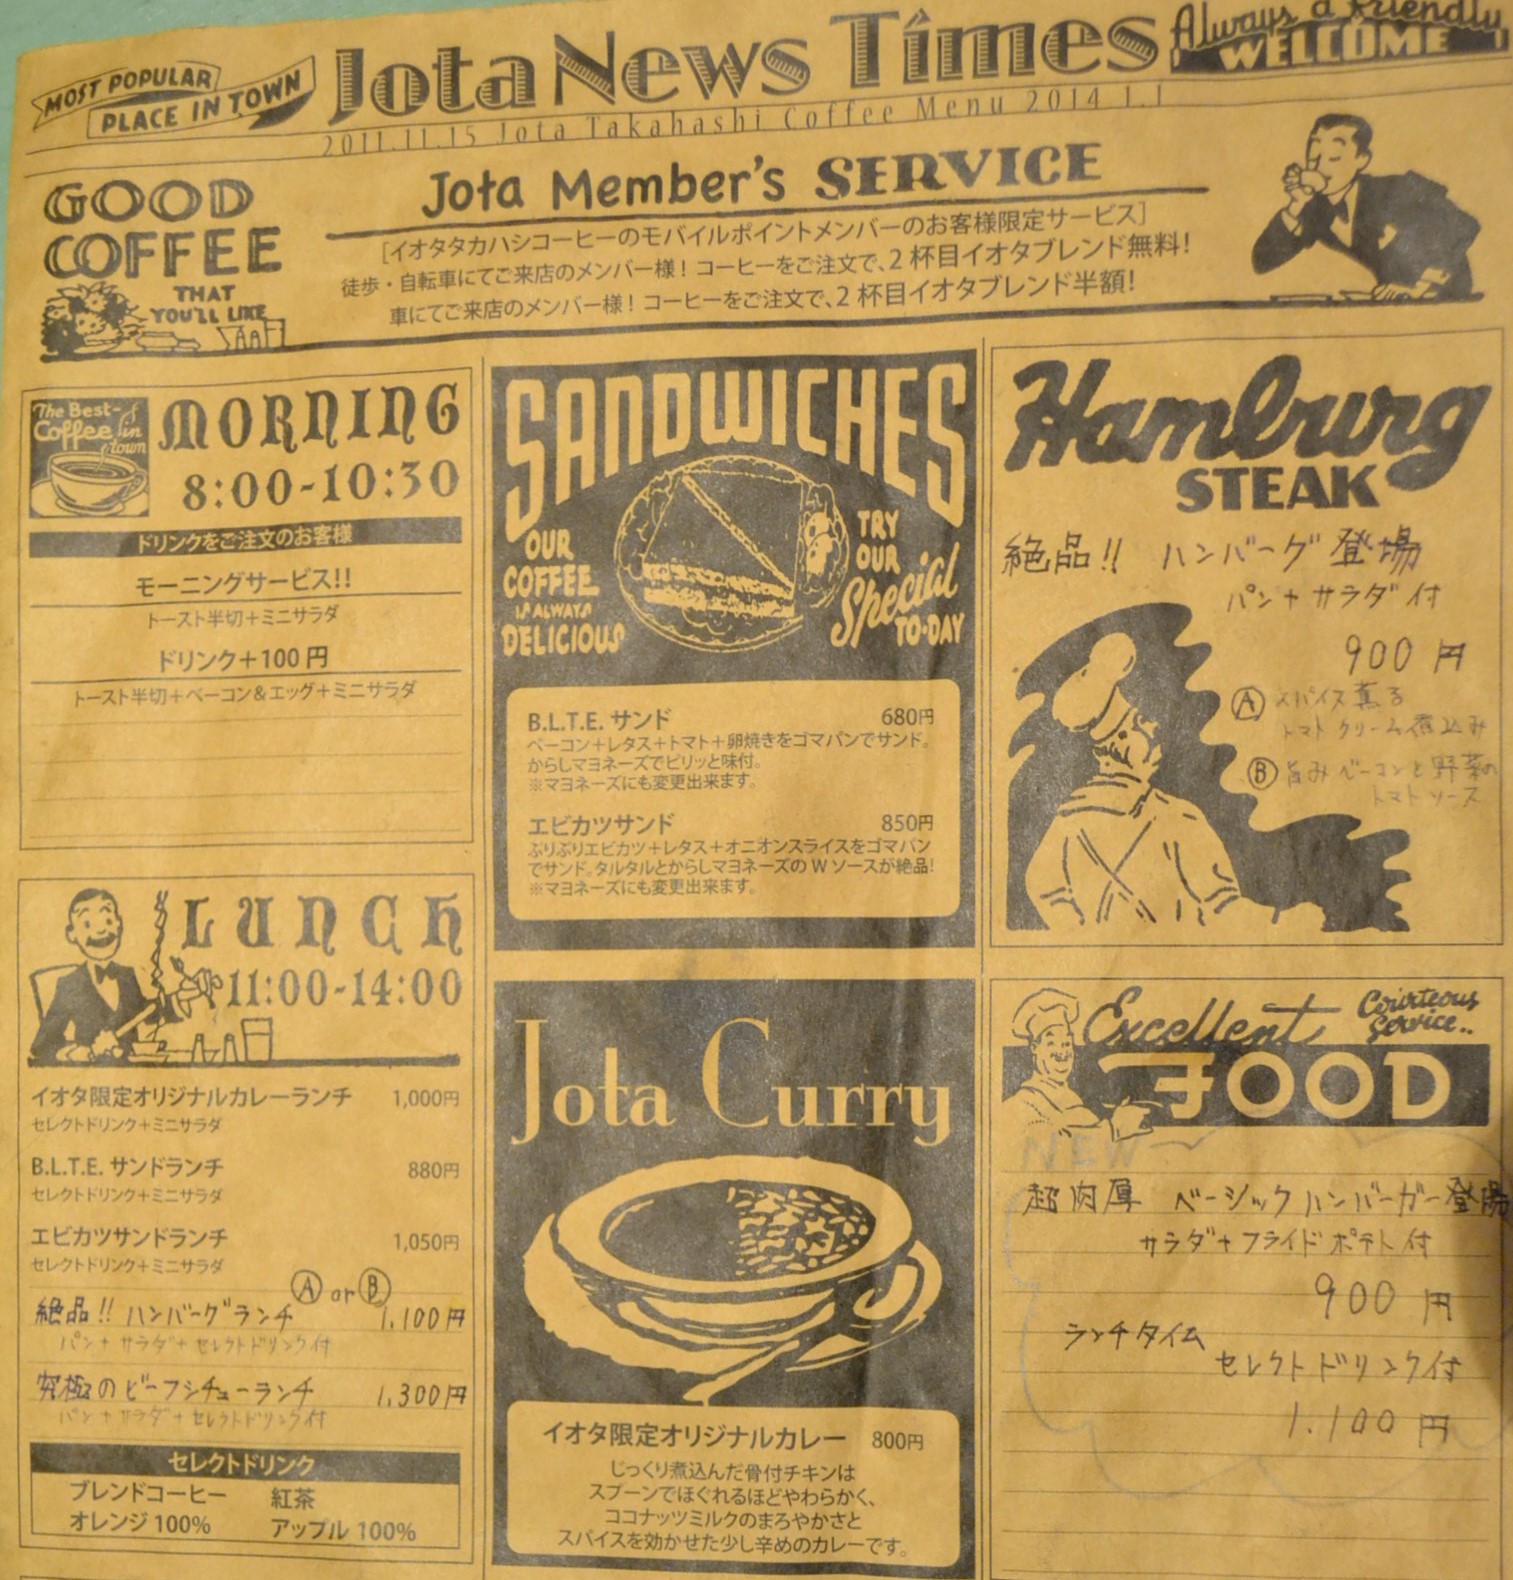 MOST POPULAR
PLACE IN TOWN
Jota News Times
Always a friendly
WELCOME
2011.11.15 Jota Takahashi Coffee Menu 2014 1.1
GOOD
COFFEE
THAT
YOU'LL LIKE
Jota Member's SERVICE
[イオタタカハシコーヒーのモバイルポイントメンバーのお客様限定サービス]
徒歩・自転車にてご来店のメンバー様！コーヒーをご注文で、2杯目イオタブレンド無料！
車にてご来店のメンバー様！コーヒーをご注文で、2杯目イオタブレンド半額！
The Best
Coffee in
town
MORNING
8:00-10:30
ドリンクをご注文のお客様
モーニングサービス!!
トースト半切＋ミニサラダ
ドリンク＋100円
トースト半切＋ベーコン＆エッグ＋ミニサラダ
LUNCH
11:00-14:00
イオタ限定オリジナルカレーランチ 1,000円
セレクトドリンク＋ミニサラダ
B.L.T.E. サンドランチ 880円
セレクトドリンク＋ミニサラダ
エビカツサンドランチ 1,050円
セレクトドリンク＋ミニサラダ
Ⓐ or Ⓑ
絶品!! ハンバーグランチ 1.100円
パン＋サラダ＋セレクトドリンク付
究極のビーフシチューランチ 1.300円
パン＋サラダ＋セレクトドリンク付
セレクトドリンク
ブレンドコーヒー 紅茶
オレンジ100% アップル100%
SANDWICHES
OUR
COFFEE
IS ALWAYS
DELICIOUS
TRY
OUR
Special
TO-DAY
B.L.T.E. サンド 680円
ベーコン＋レタス＋トマト＋卵焼きをゴマパンでサンド。
からしマヨネーズでピリッと味付。
※マヨネーズにも変更出来ます。
エビカツサンド 850円
ぷりぷりエビカツ＋レタス＋オニオンスライスをゴマパン
でサンド。タルタルとからしマヨネーズのWソースが絶品!
※マヨネーズにも変更出来ます。
Jota Curry
イオタ限定オリジナルカレー 800円
じっくり煮込んだ骨付チキンは
スプーンでほぐれるほどやわらかく、
ココナッツミルクのまろやかさと
スパイスを効かせた少し辛めのカレーです。
Hamburg
STEAK
絶品!! ハンバーグ登場
パン＋サラダ付
900円
Ⓐ スパイス薫る
トマトクリーム煮込み
Ⓑ 旨みベーコンと野菜の
トマトソース
Excellent
Courteous
Service..
FOOD
NEW
超肉厚 ベーシックハンバーガー登場
サラダ＋フライドポテト付
900円
ランチタイム
セレクトドリンク付
1.100円